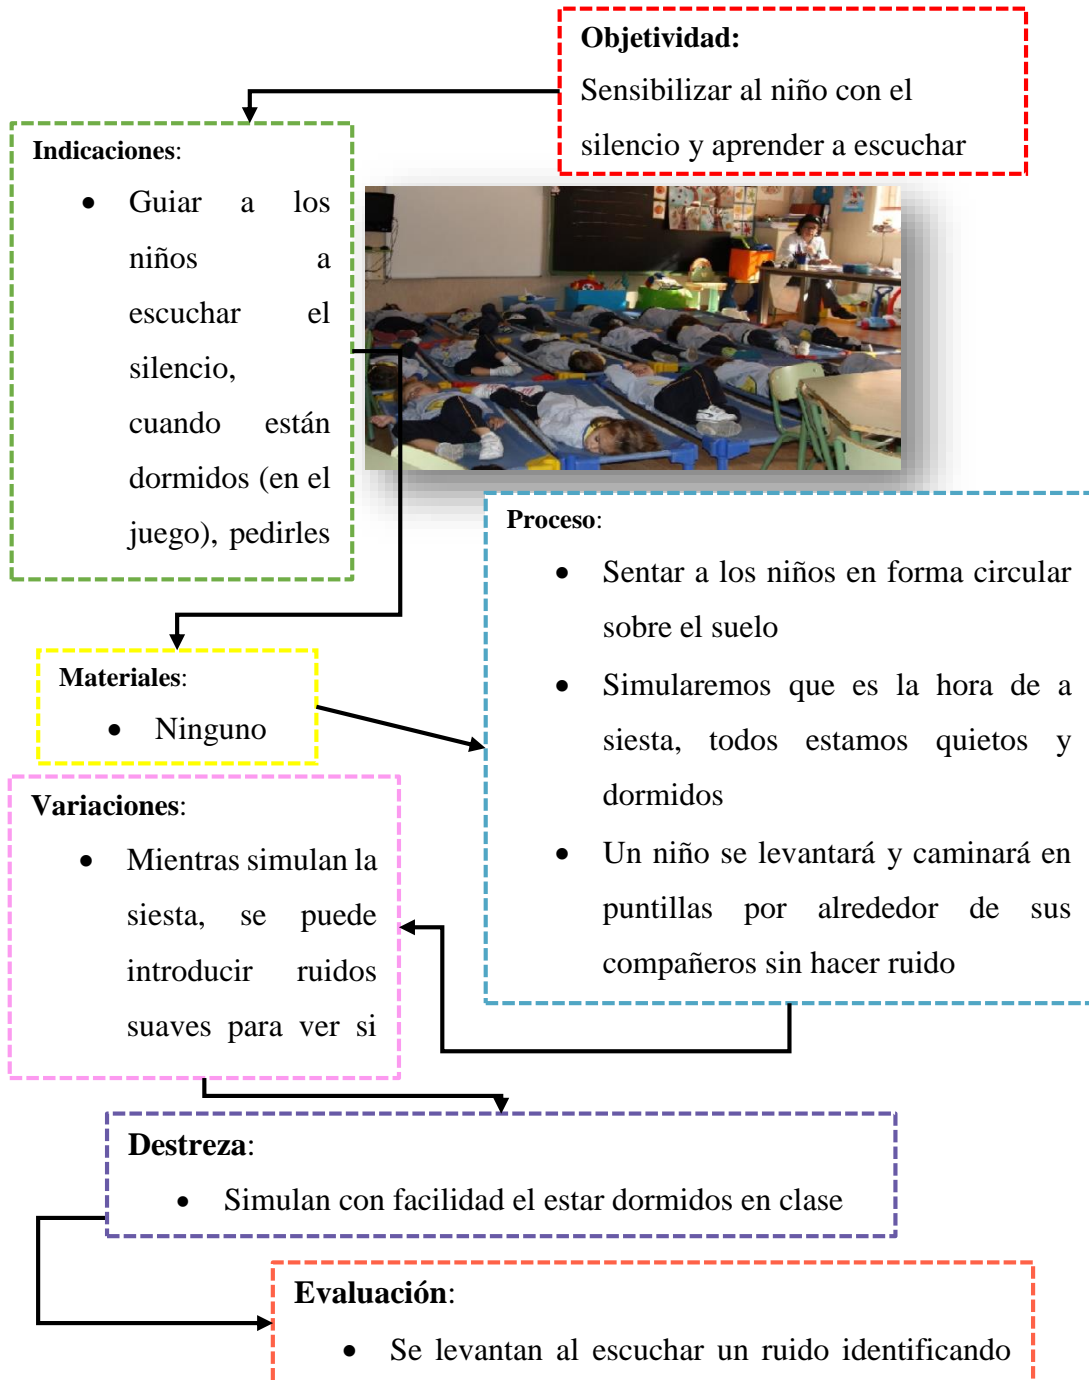 Objetividad:
Sensibilizar al niño con el
silencio y aprender a escuchar
Indicaciones:
• Guiar a los
niños a
escuchar el
silencio,
cuando están
dormidos (en el
juego), pedirles
Materiales:
• Ninguno
Proceso:
• Sentar a los niños en forma circular
sobre el suelo
• Simularemos que es la hora de a
siesta, todos estamos quietos y
dormidos
• Un niño se levantará y caminará en
puntillas por alrededor de sus
compañeros sin hacer ruido
Variaciones:
• Mientras simulan la
siesta, se puede
introducir ruidos
suaves para ver si
Destreza:
• Simulan con facilidad el estar dormidos en clase
Evaluación:
• Se levantan al escuchar un ruido identificando